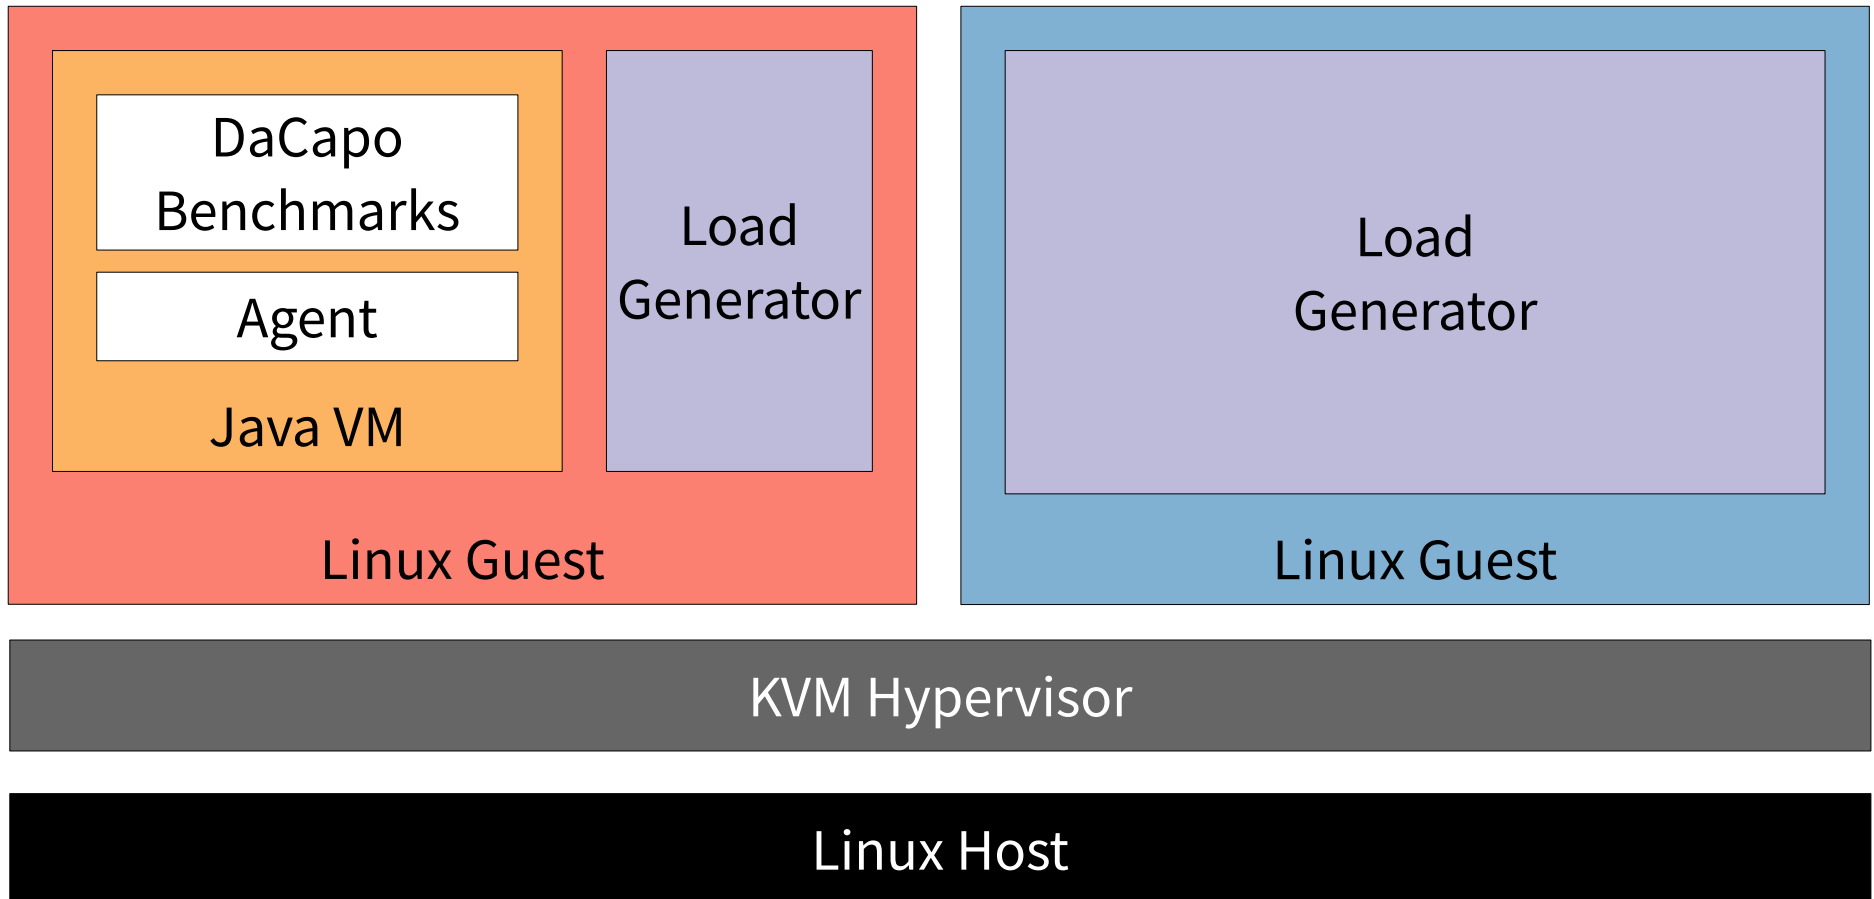 DaCapo
Benchmarks
Agent
Java VM
Load
Generator
Linux Guest
Load
Generator
Linux Guest
KVM Hypervisor
Linux Host